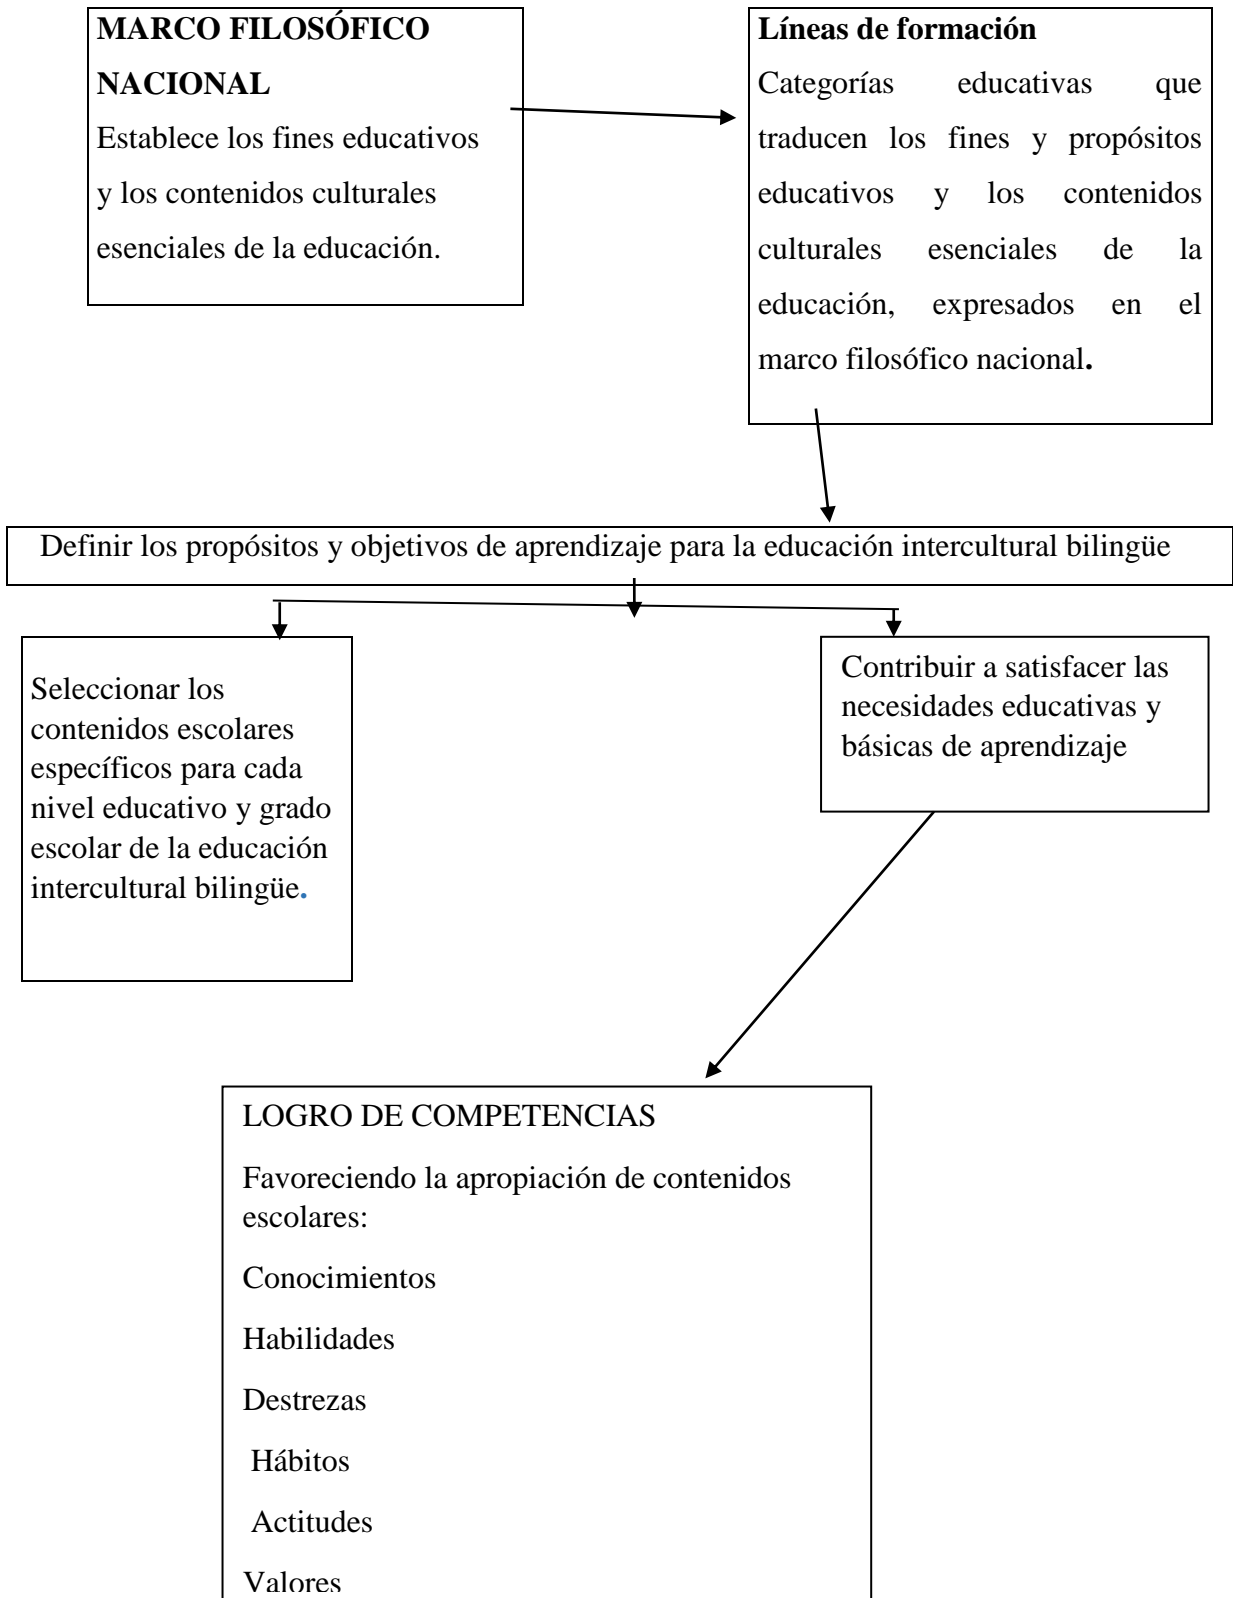 MARCO FILOSÓFICO
NACIONAL
Establece los fines educativos
y los contenidos culturales
esenciales de la educación.
Líneas de formación
Categorías educativas que
traducen los fines y propósitos
educativos y los contenidos
culturales esenciales de la
educación, expresados en el
marco filosófico nacional.
Definir los propósitos y objetivos de aprendizaje para la educación intercultural bilingüe
Seleccionar los
contenidos escolares
específicos para cada
nivel educativo y grado
escolar de la educación
intercultural bilingüe.
Contribuir a satisfacer las
necesidades educativas y
básicas de aprendizaje
LOGRO DE COMPETENCIAS
Favoreciendo la apropiación de contenidos
escolares:
Conocimientos
Habilidades
Destrezas
Hábitos
Actitudes
Valores